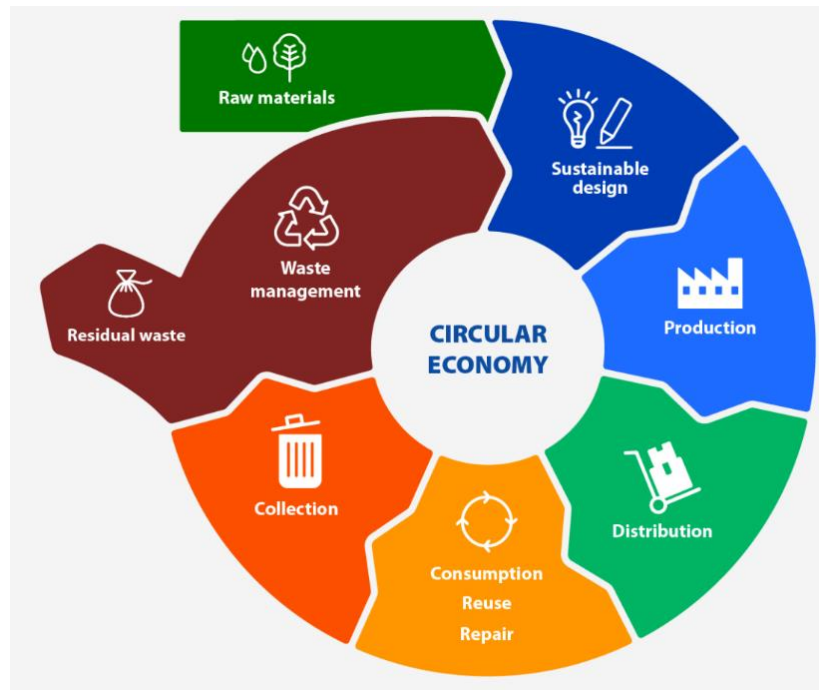 Raw materials
Sustainable
design
Production
Distribution
Consumption
Reuse
Repair
Collection
Waste
management
Residual waste
CIRCULAR
ECONOMY